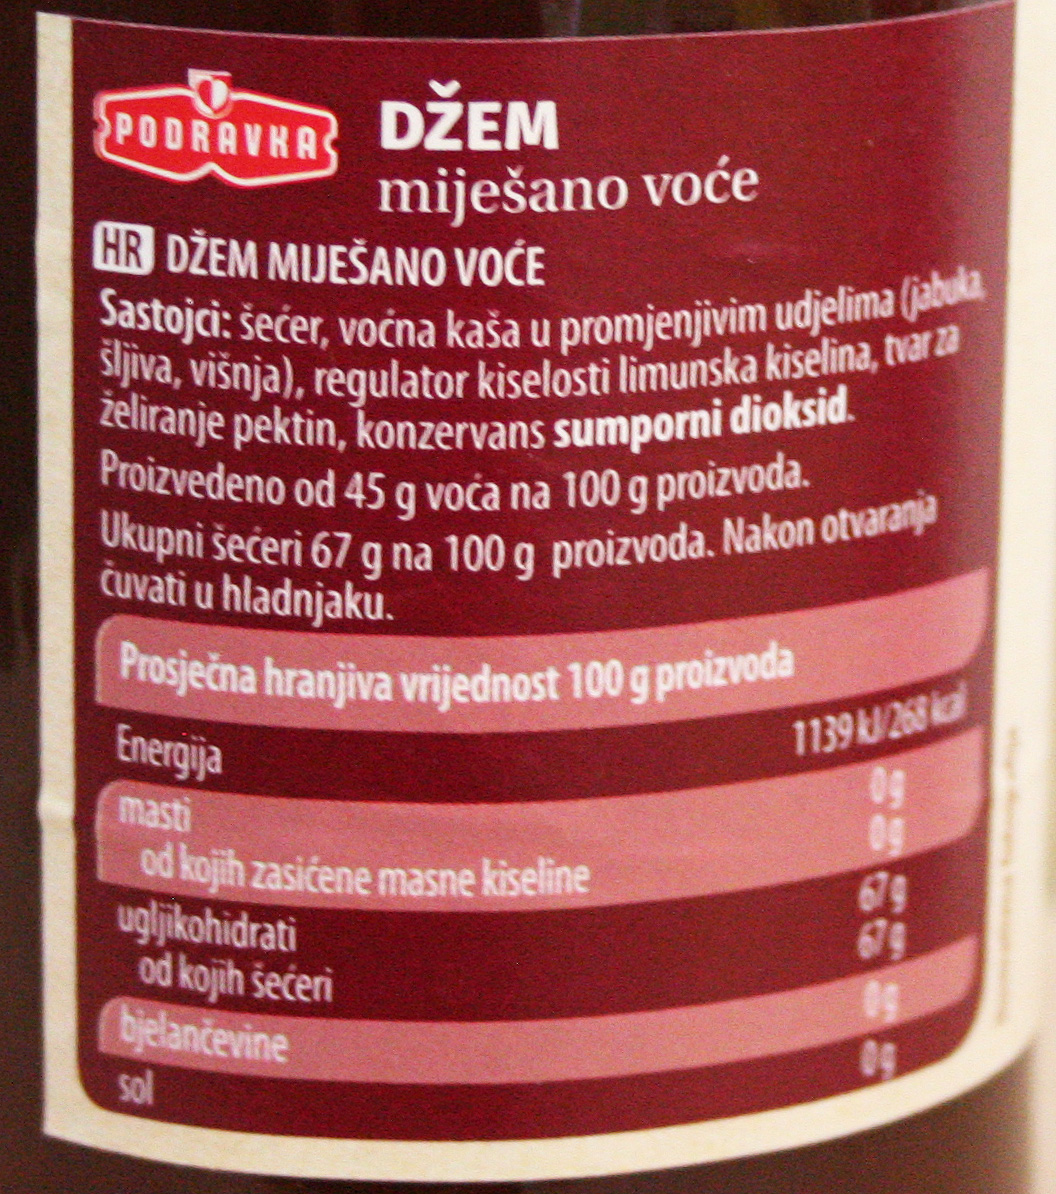 PODRAVKA
DŽEM
miješano voće
HR DŽEM MIJEŠANO VOĆE
Sastojci: šećer, voćna kaša u promjenjivim udjelima (jabuka,
šljiva, višnja), regulator kiselosti limunska kiselina, tvar za
želiranje pektin, konzervans sumporni dioksid.
Proizvedeno od 45 g voća na 100 g proizvoda.
Ukupni šećeri 67 g na 100 g proizvoda. Nakon otvaranja
čuvati u hladnjaku.
Prosječna hranjiva vrijednost 100 g proizvoda
Energija 1139 kJ/268 kcal
masti 0 g
od kojih zasićene masne kiseline 0 g
ugljikohidrati 67 g
od kojih šećeri 67 g
bjelančevine 0 g
sol 0 g